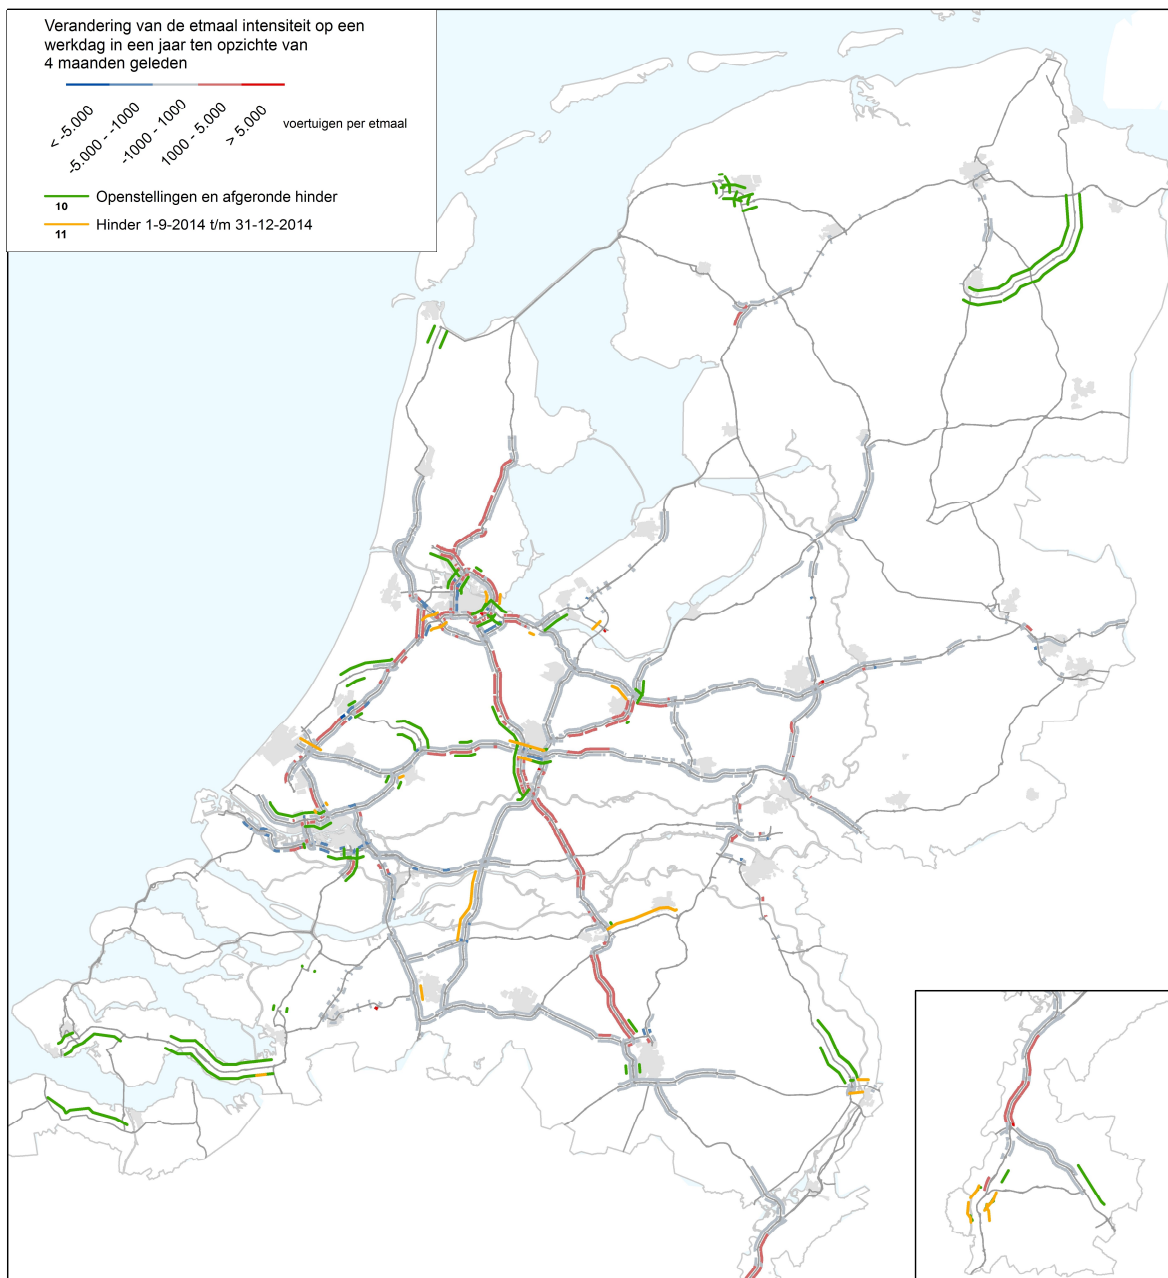 Verandering van de etmaal intensiteit op een
werkdag in een jaar ten opzichte van
4 maanden geleden
< -5.000
-5.000 - -1000
-1000 - 1000
1000 - 5.000
> 5.000
voertuigen per etmaal
Openstellingen en afgeronde hinder
10
Hinder 1-9-2014 t/m 31-12-2014
11